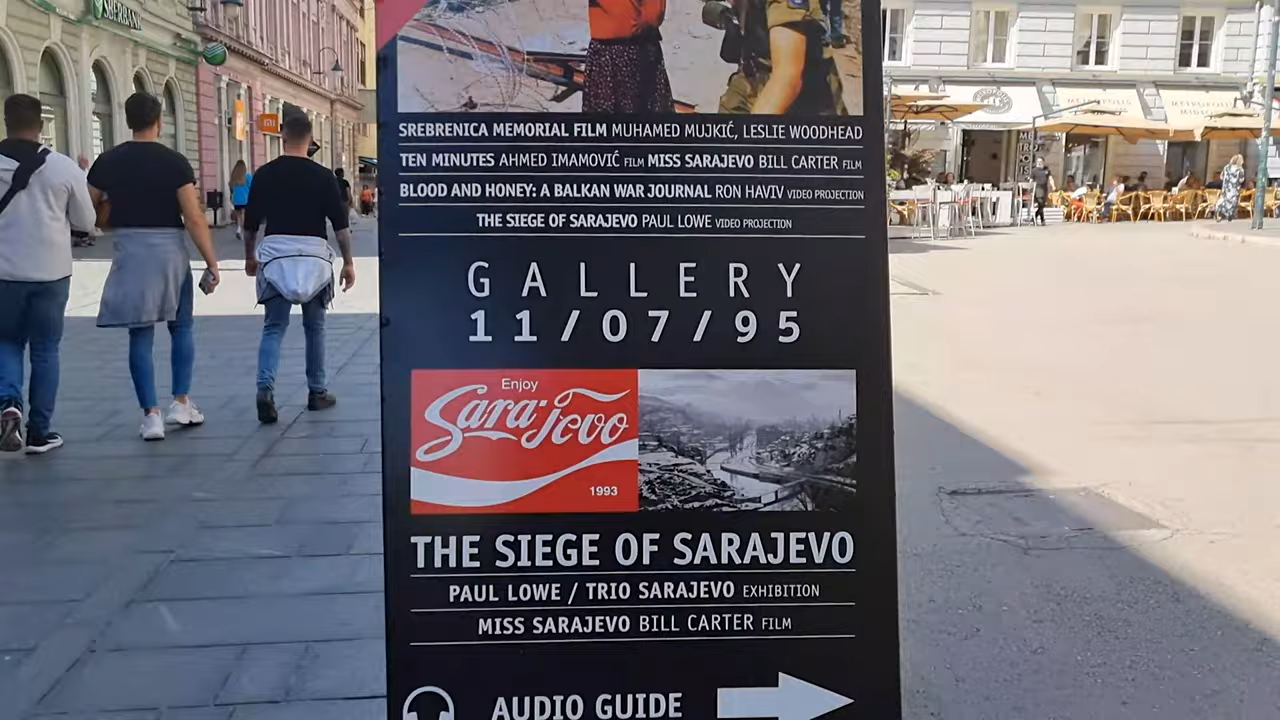 SBERBANK
SREBRENICA MEMORIAL FILM MUHAMED MUJKIĆ, LESLIE WOODHEAD
TEN MINUTES AHMED IMAMOVIĆ FILM MISS SARAJEVO BILL CARTER FILM
BLOOD AND HONEY: A BALKAN WAR JOURNAL RON HAVIV VIDEO PROJECTION
THE SIEGE OF SARAJEVO PAUL LOWE VIDEO PROJECTION
GALLERY
11/07/95
Enjoy
Sarajevo
1993
THE SIEGE OF SARAJEVO
PAUL LOWE / TRIO SARAJEVO EXHIBITION
MISS SARAJEVO BILL CARTER FILM
AUDIO GUIDE